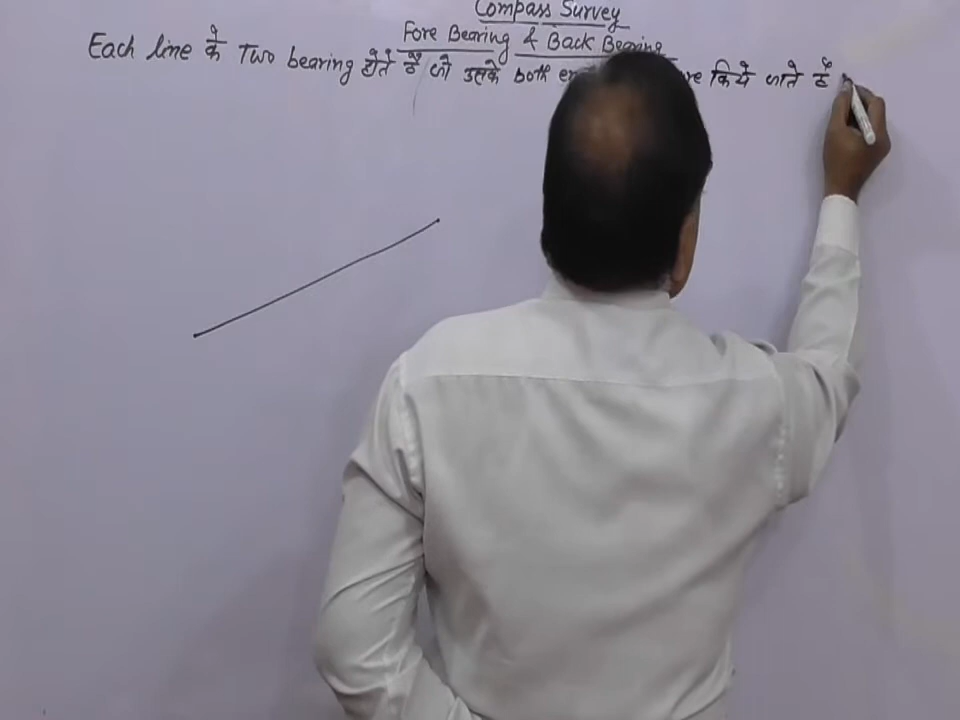 Compass Survey
Fore Bearing & Back Bearing
Each line के Two bearing होते है जो उसके both किये जाते है